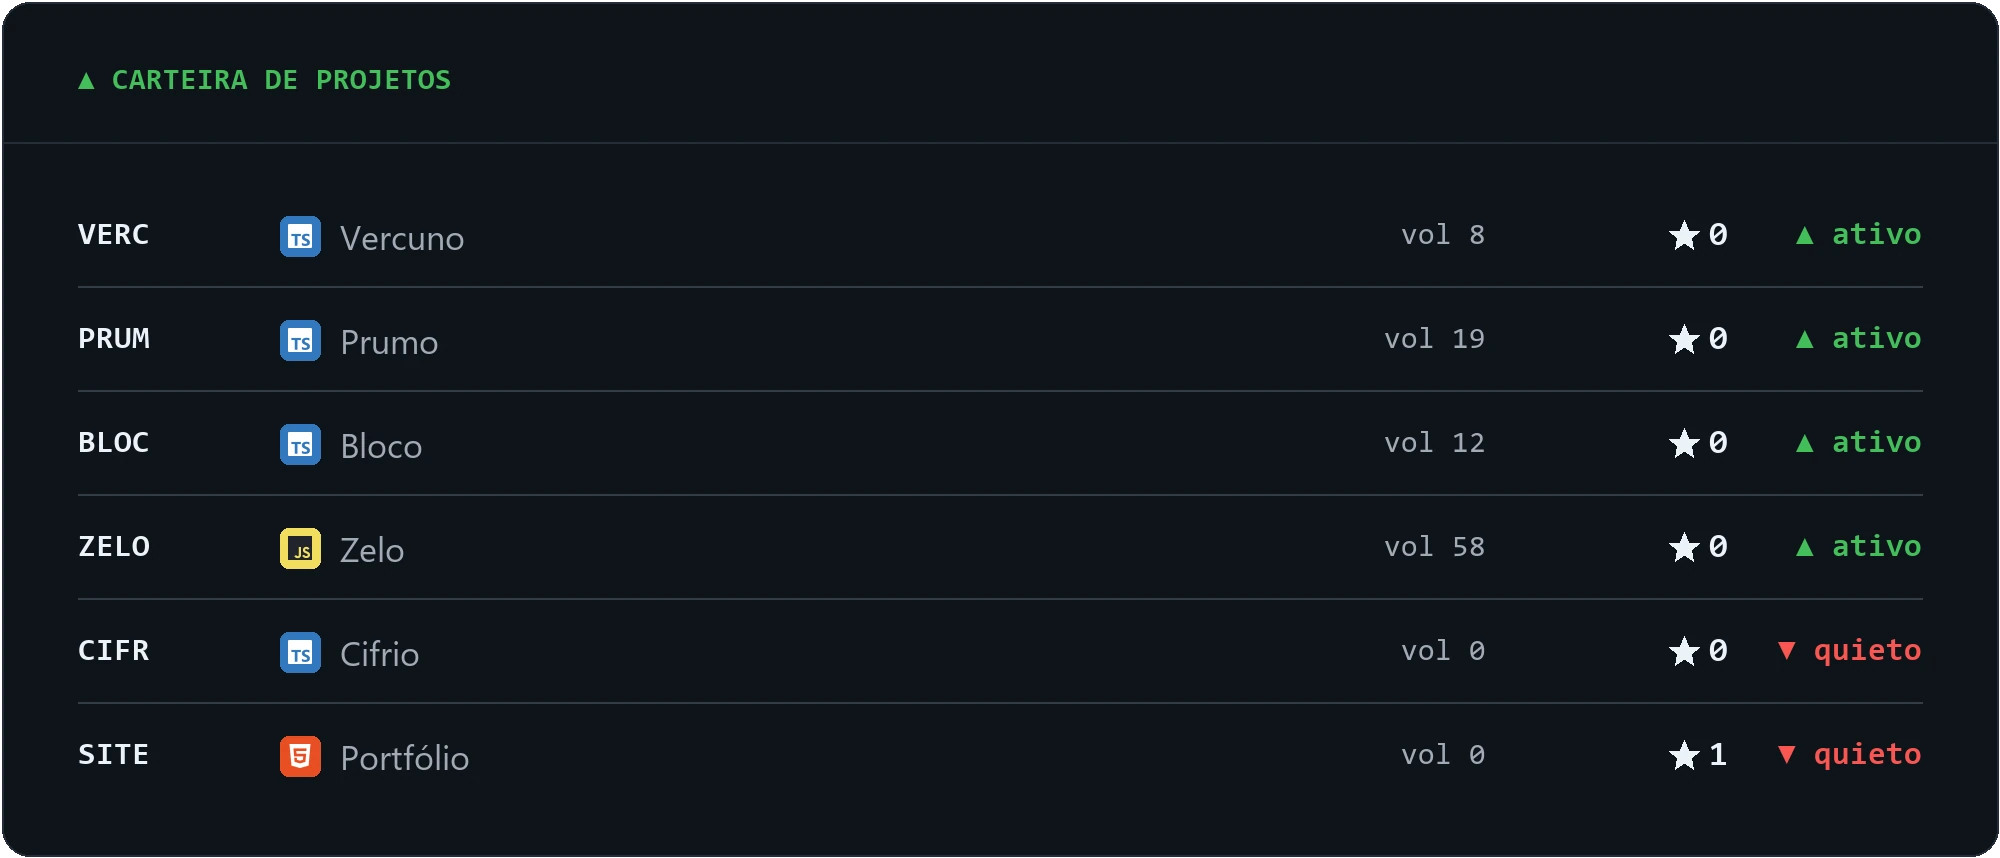 ▲ CARTEIRA DE PROJETOS
VERC TS Vercuno vol 8 ★ 0 ▲ ativo
PRUM TS Prumo vol 19 ★ 0 ▲ ativo
BLOC TS Bloco vol 12 ★ 0 ▲ ativo
ZELO JS Zelo vol 58 ★ 0 ▲ ativo
CIFR TS Cifrio vol 0 ★ 0 ▼ quieto
SITE 5 Portfólio vol 0 ★ 1 ▼ quieto